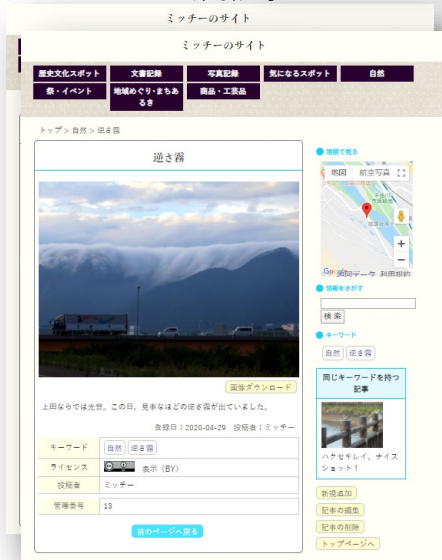 ミッチーのサイト
ミッチーのサイト
歴史文化スポット
文書記録
写真記録
気になるスポット
自然
祭・イベント
地域めぐり・まちあ
るき
商品・工芸品
トップ > 自然 > 逆さ霧
逆さ霧
画像ダウンロード
上田ならでは光景。この日、見事なほどの逆さ霧が出ていました。
登録日：2020-04-29 投稿者：ミッチー
キーワード
自然 逆さ霧
ライセンス
表示（BY）
投稿者
ミッチー
管理番号
13
前のページへ戻る
地図で見る
地図 航空写真
Google
地図データ 利用規約
情報をさがす
検索
キーワード
自然 逆さ霧
同じキーワードを持つ
記事
ハクセキレイ、ナイス
ショット！
新規追加
記事の編集
記事の削除
トップページへ